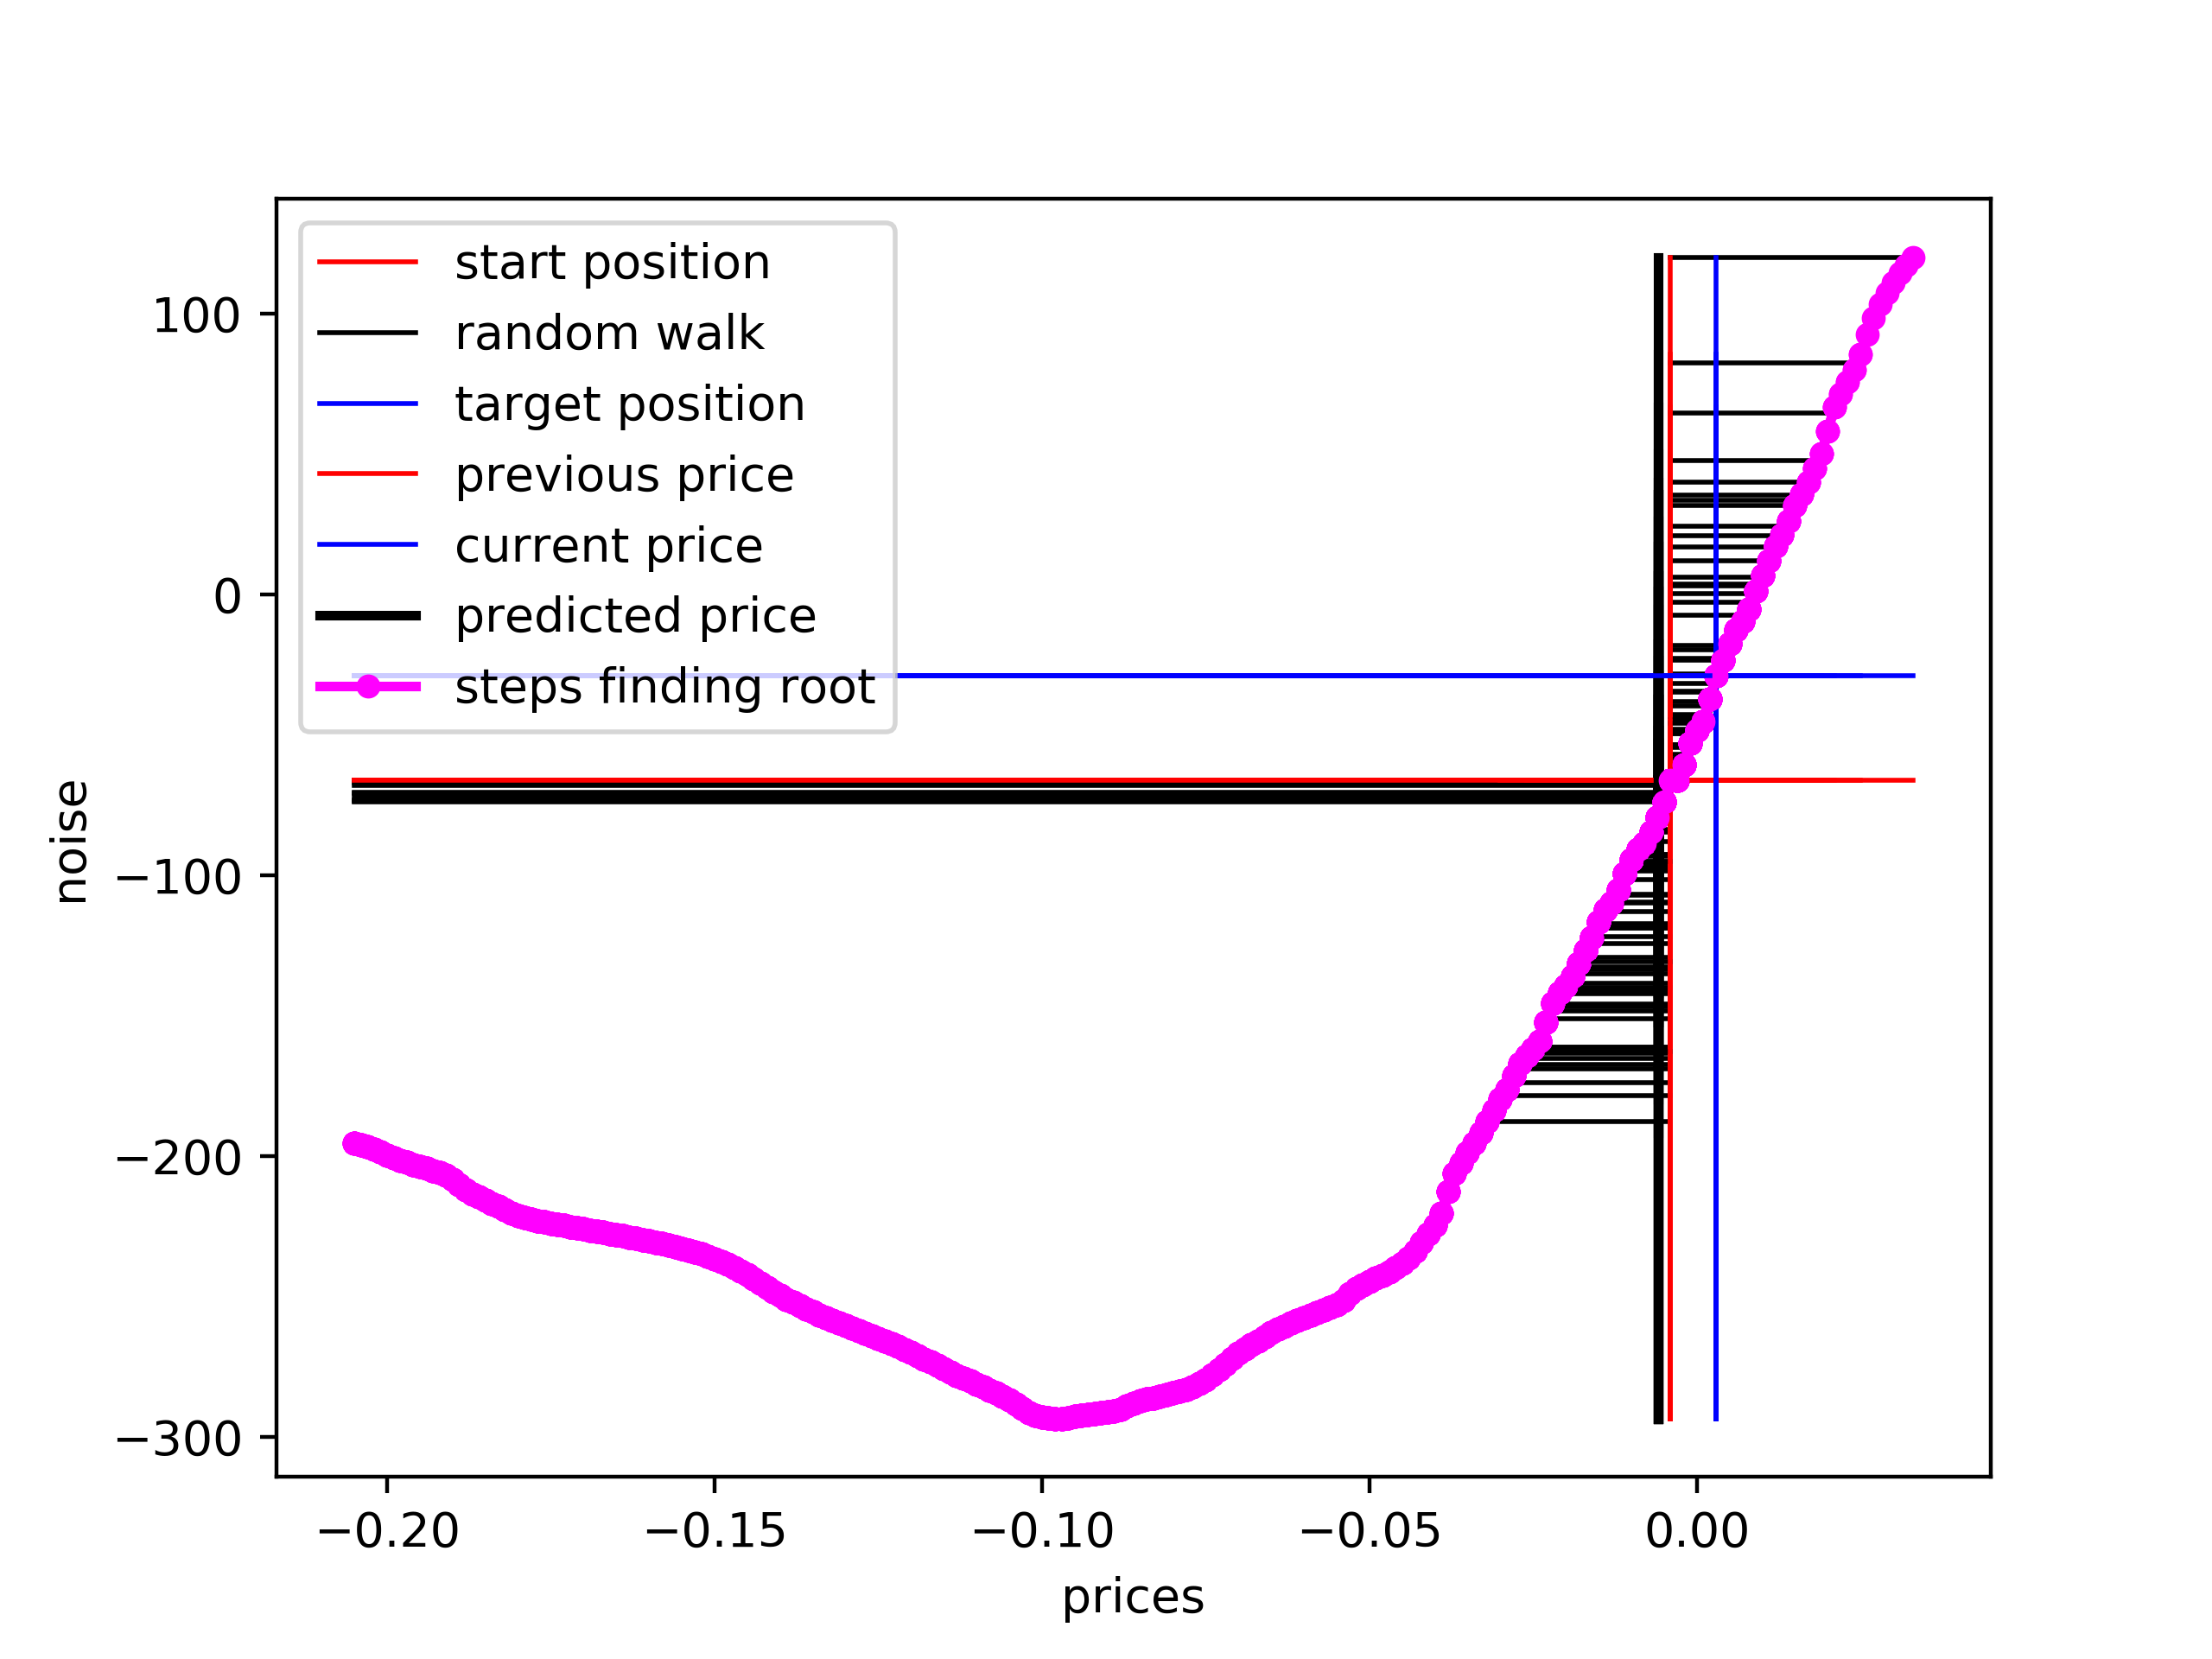 start position
random walk
target position
previous price
current price
predicted price
steps finding root
100
0
−100
−200
−300
noise
−0.20 −0.15 −0.10 −0.05 0.00
prices